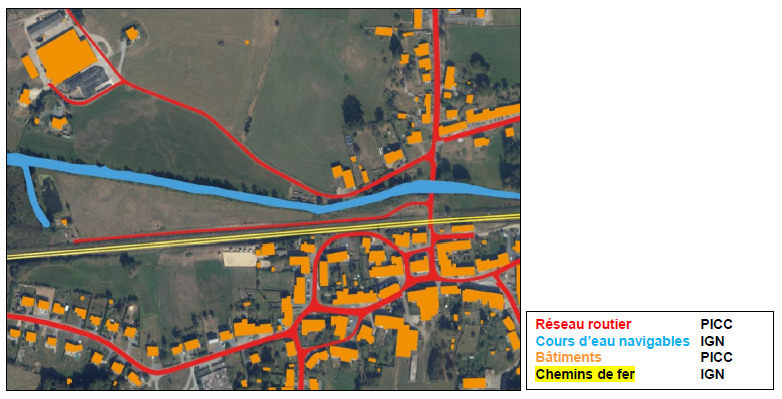 Réseau routier PICC
Cours d'eau navigables IGN
Bâtiments PICC
Chemins de fer IGN